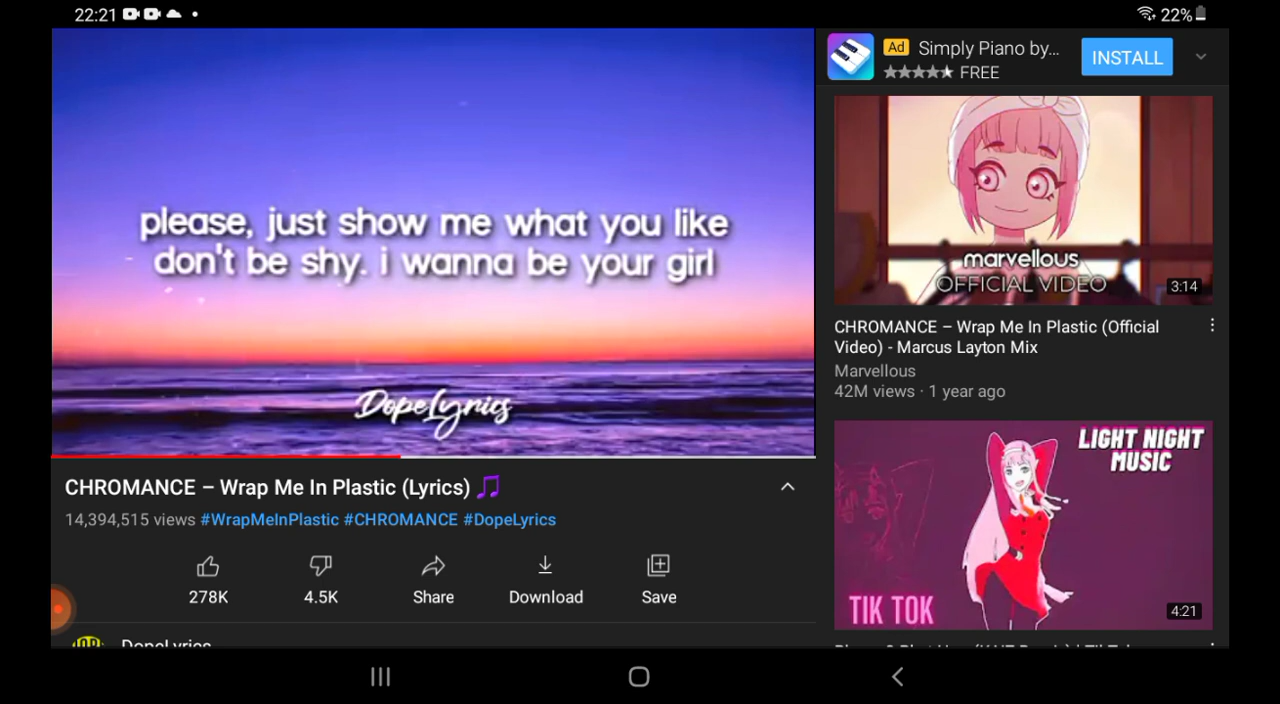 22:21
22%
please, just show me what you like
don't be shy. i wanna be your girl
DopeLyrics
CHROMANCE – Wrap Me In Plastic (Lyrics)
14,394,515 views #WrapMeInPlastic #CHROMANCE #DopeLyrics
278K
4.5K
Share
Download
Save
DopeLyrics
Ad Simply Piano by...
FREE
INSTALL
marvellous
OFFICIAL VIDEO
3:14
CHROMANCE – Wrap Me In Plastic (Official
Video) - Marcus Layton Mix
Marvellous
42M views · 1 year ago
LIGHT NIGHT
MUSIC
TIK TOK
4:21